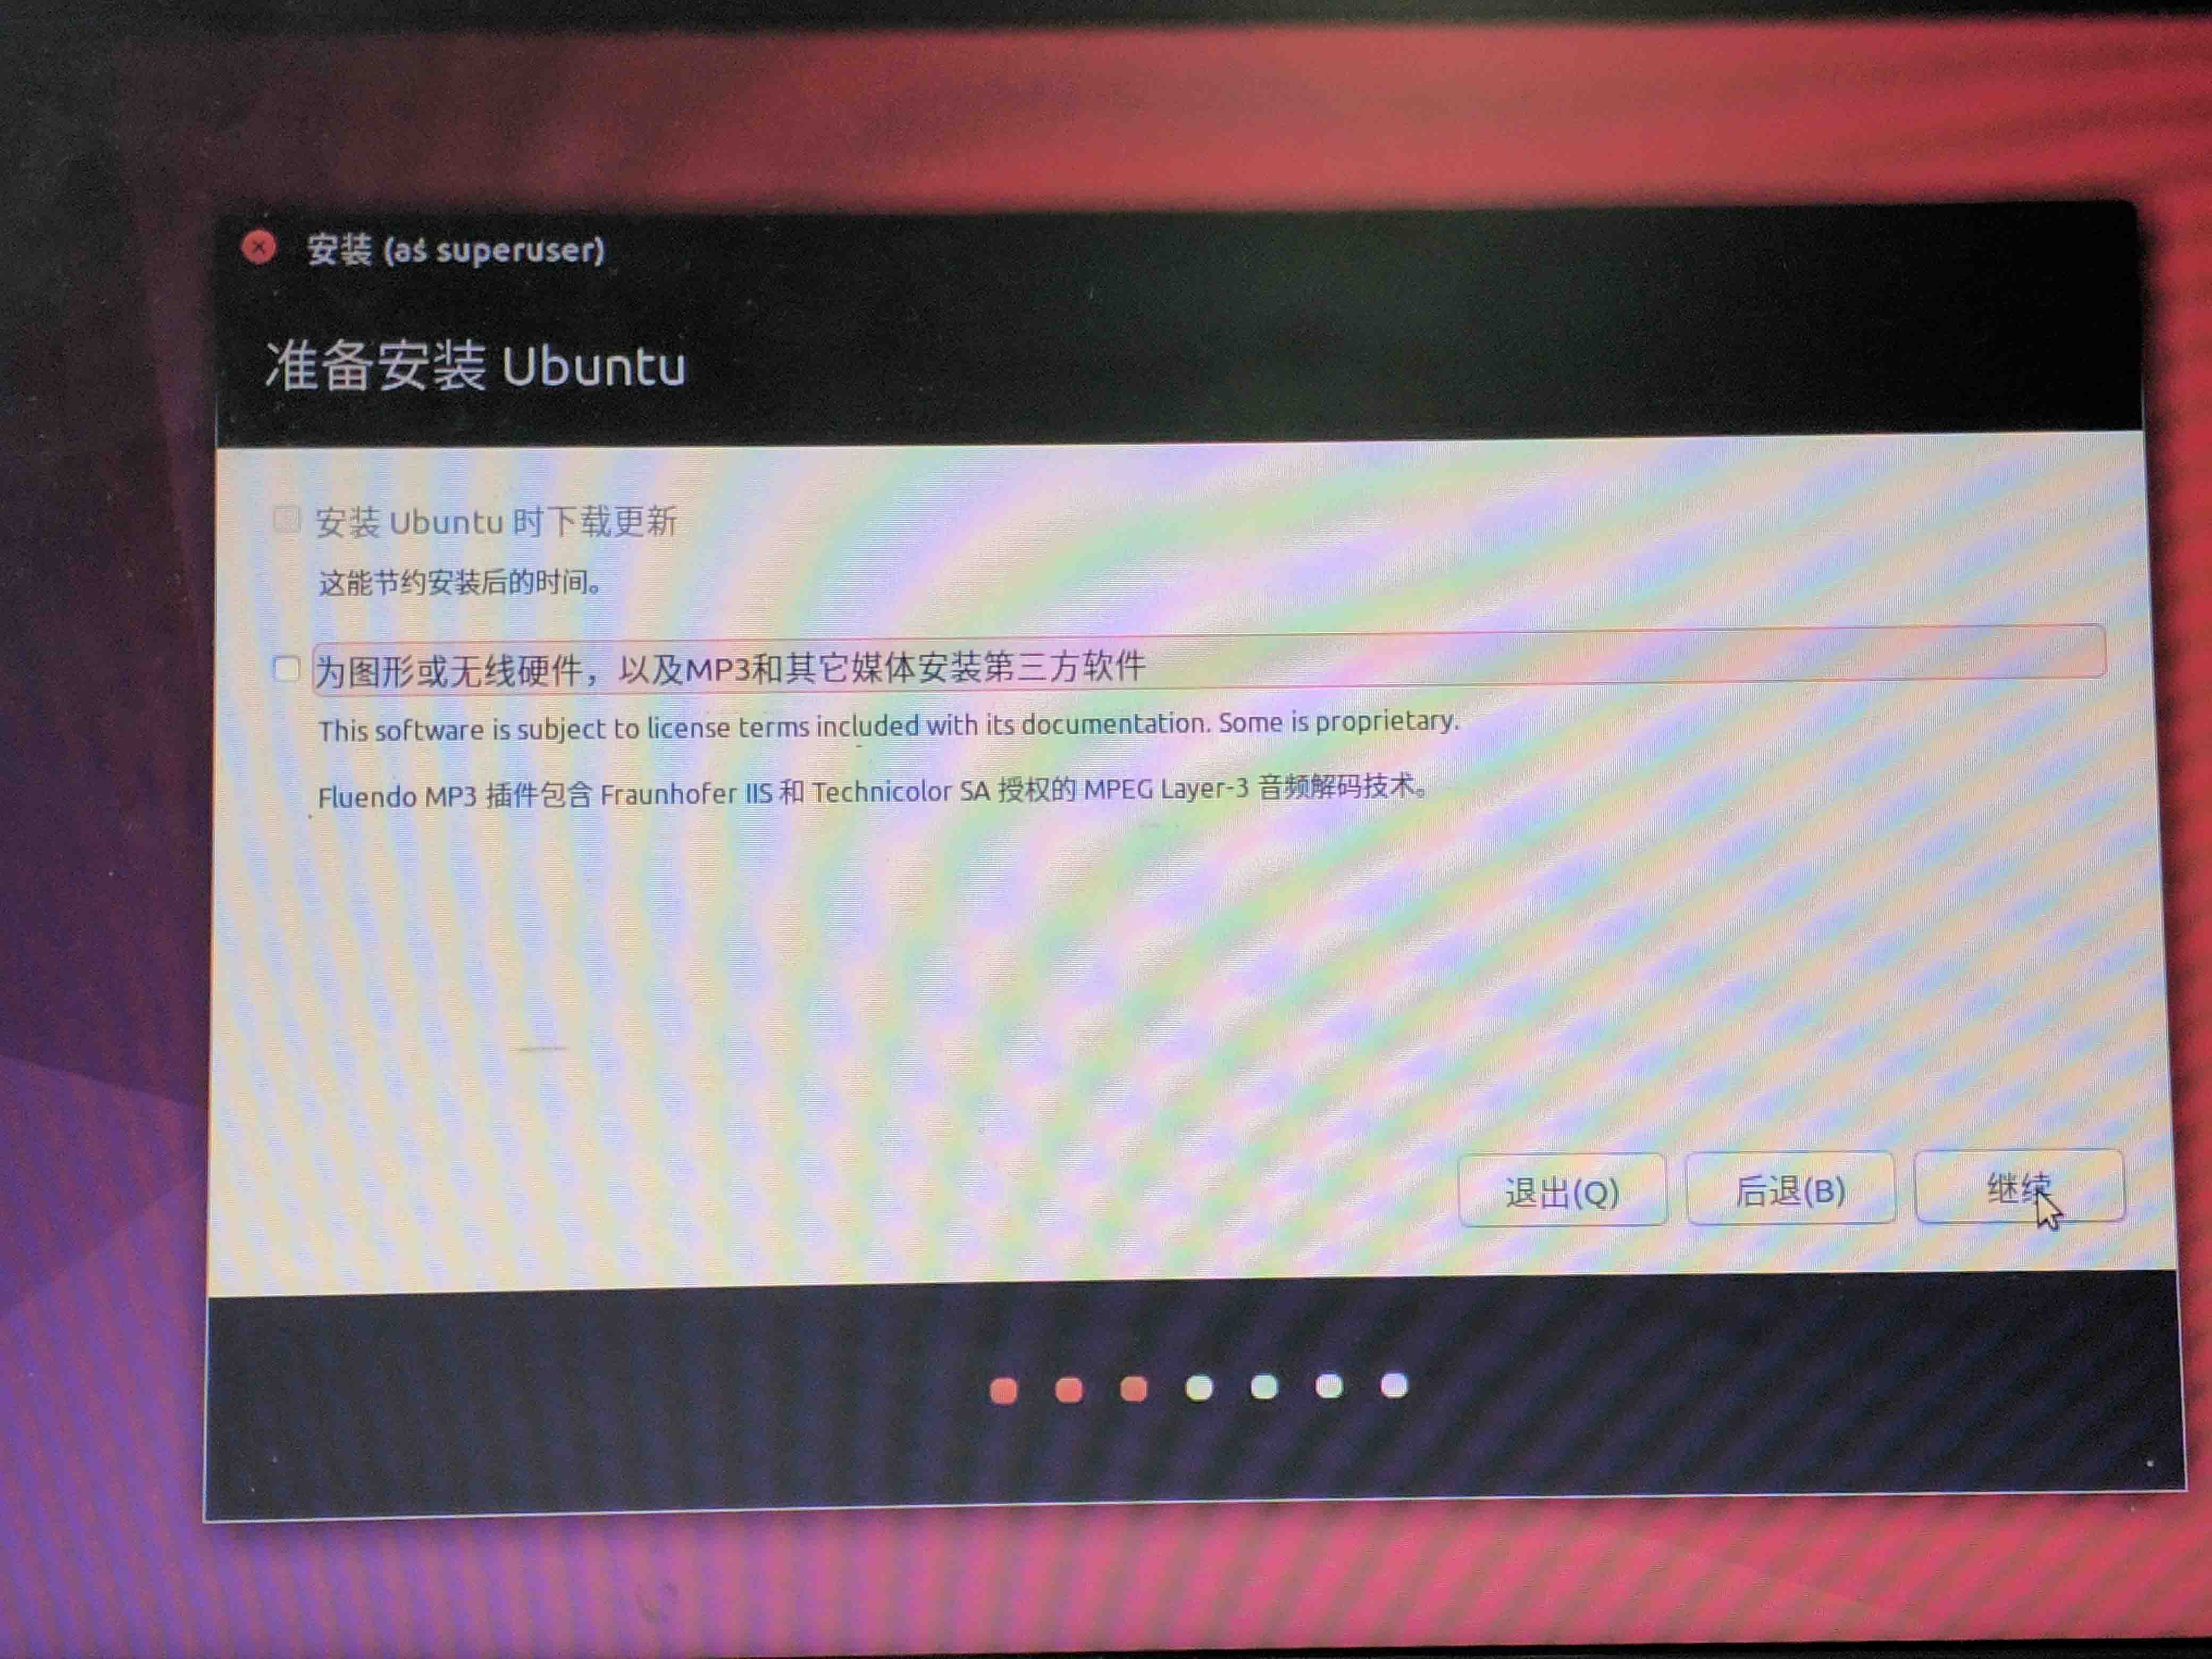 安装 (as superuser)
准备安装 Ubuntu
安装 Ubuntu 时下载更新
这能节约安装后的时间。
为图形或无线硬件，以及MP3和其它媒体安装第三方软件
This software is subject to license terms included with its documentation. Some is proprietary.
Fluendo MP3 插件包含 Fraunhofer IIS 和 Technicolor SA 授权的 MPEG Layer-3 音频解码技术。
退出(Q) 后退(B) 继续